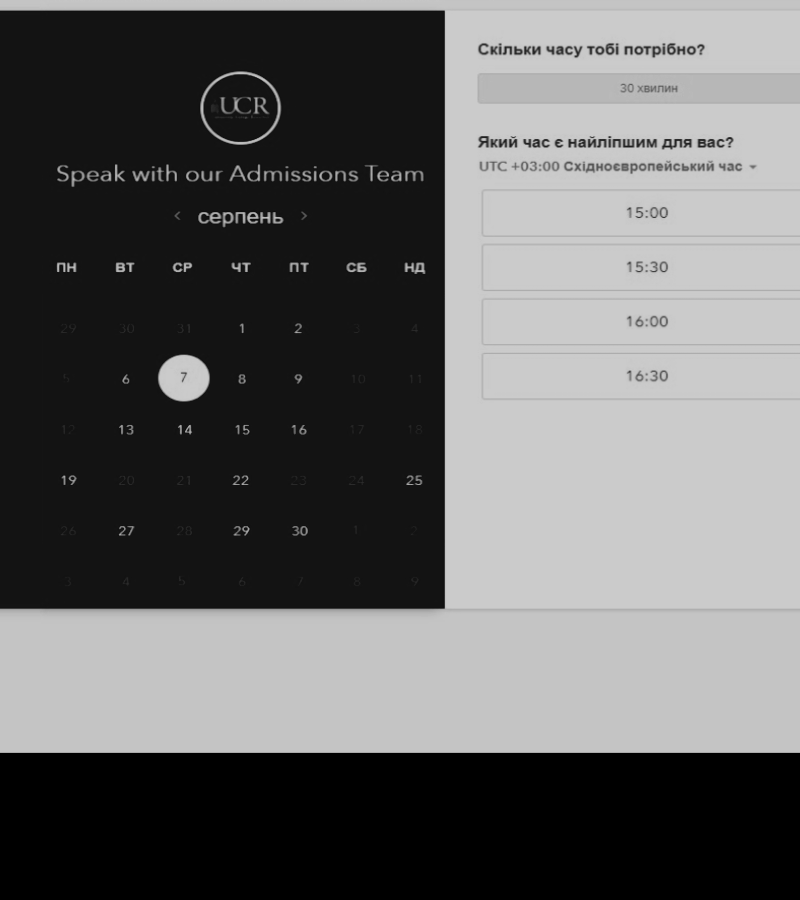 UCR
Speak with our Admissions Team
< серпень >
ПН ВТ СР ЧТ ПТ СБ НД
29 30 31 1 2 3 4
5 6 7 8 9 10 11
12 13 14 15 16 17 18
19 20 21 22 23 24 25
26 27 28 29 30 1 2
3 4 5 6 7 8 9
Скільки часу тобі потрібно?
30 хвилин
Який час є найліпшим для вас?
UTC +03:00 Східноєвропейський час
15:00
15:30
16:00
16:30